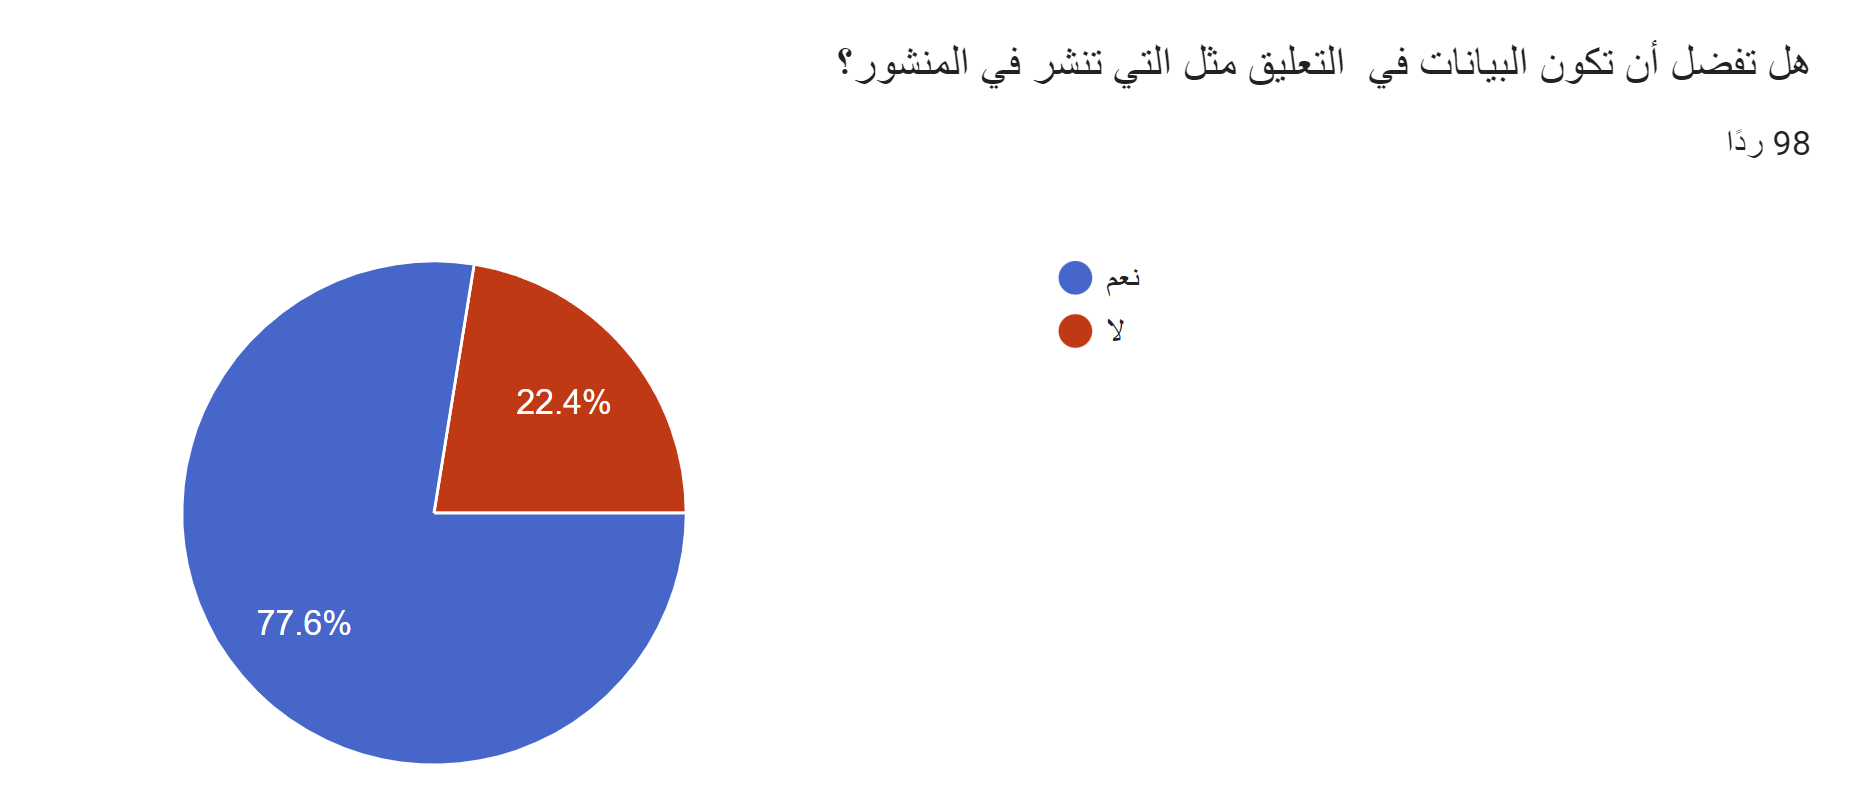 هل تفضل أن تكون البيانات في التعليق مثل التي تنشر في المنشور؟
98 ردًا
نعم
لا
22.4%
77.6%